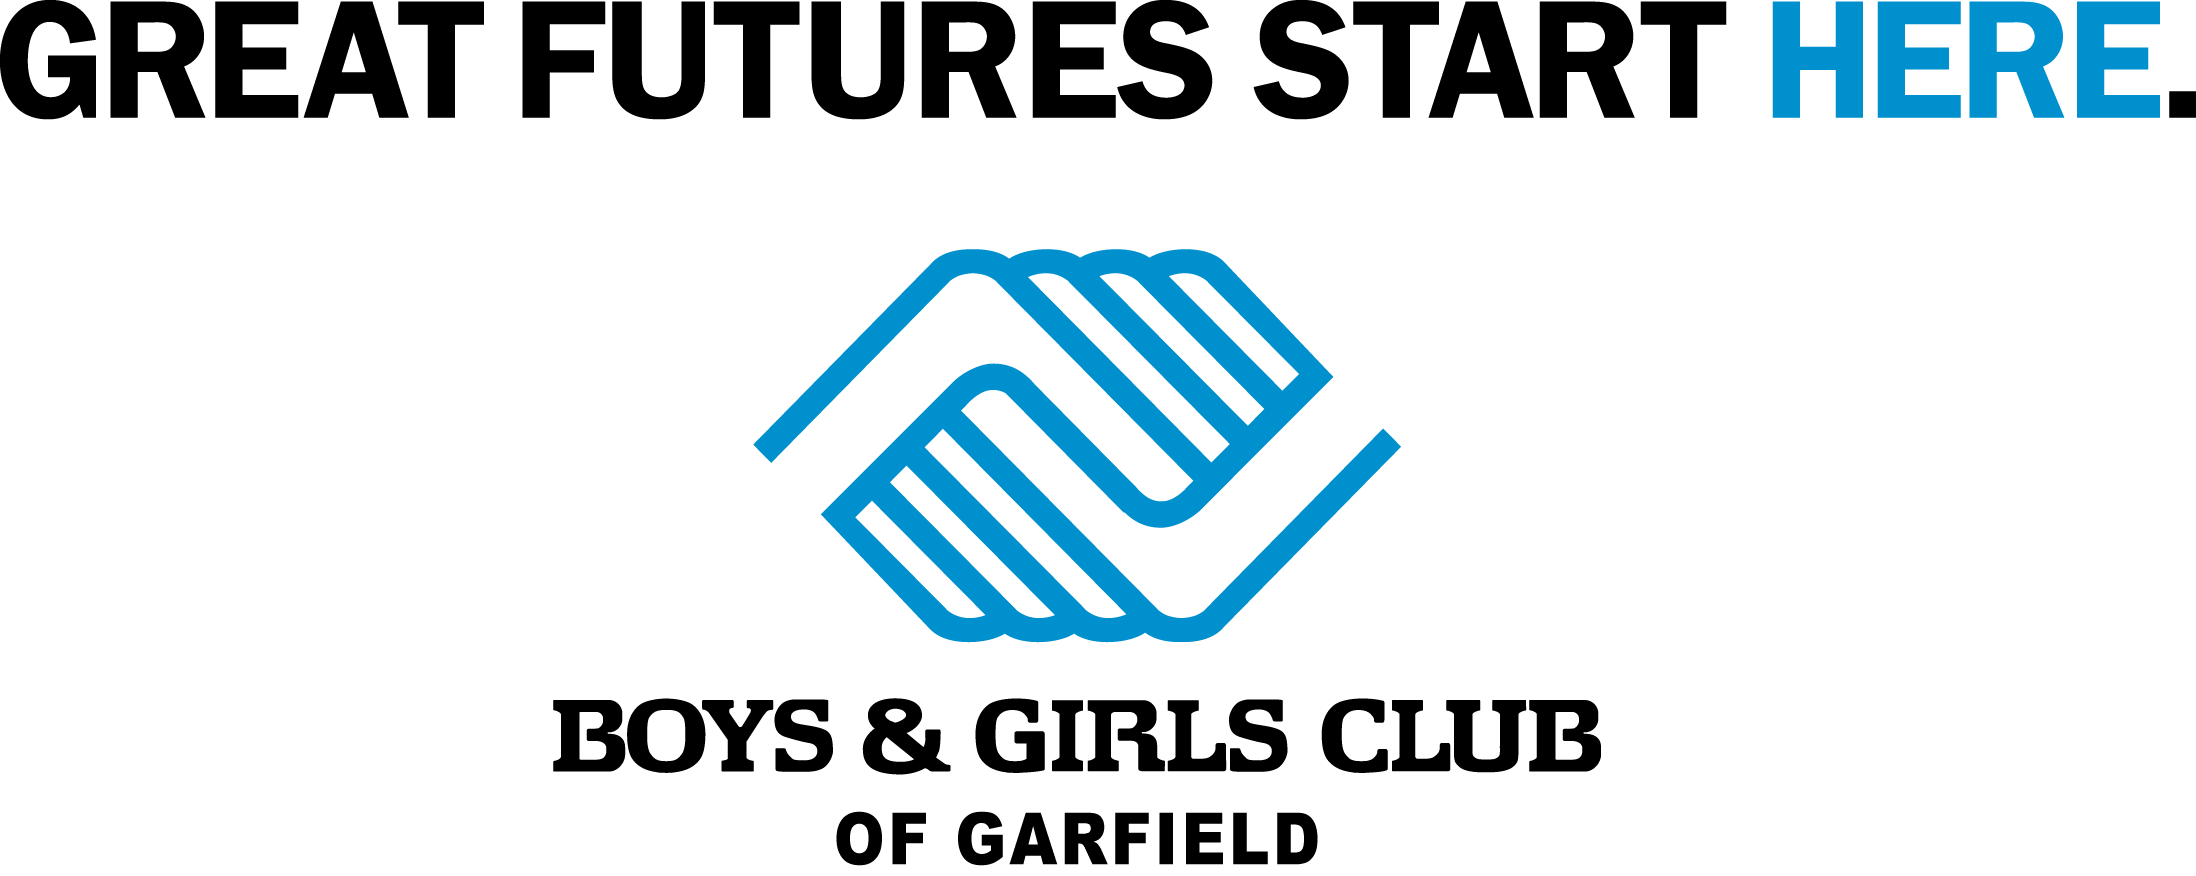 GREAT FUTURES START HERE.
BOYS & GIRLS CLUB
OF GARFIELD